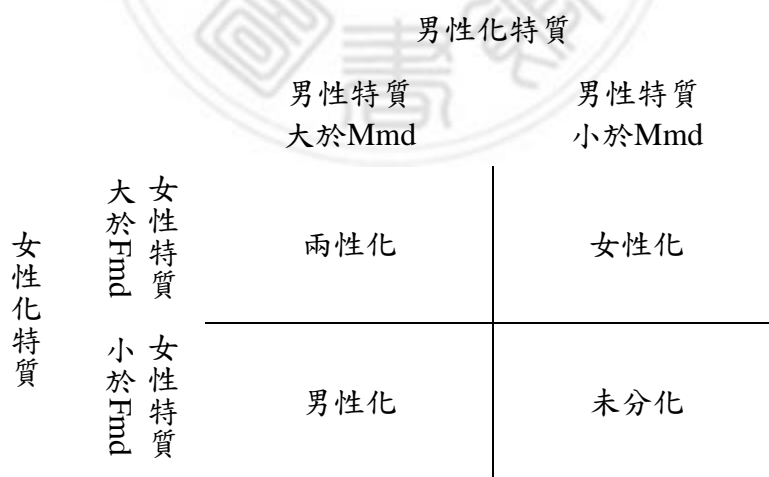 男性化特質
男性特質
大於Mmd
男性特質
小於Mmd
女性化特質
女性特質
大於Fmd
兩性化
女性化
女性特質
小於Fmd
男性化
未分化